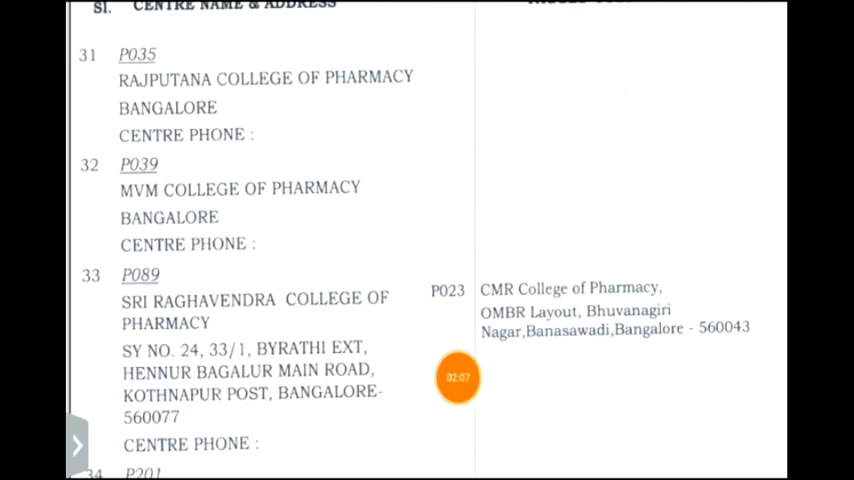 Sl. CENTRE NAME & ADDRESS
31 P035
RAJPUTANA COLLEGE OF PHARMACY
BANGALORE
CENTRE PHONE :
32 P039
MVM COLLEGE OF PHARMACY
BANGALORE
CENTRE PHONE :
33 P089
SRI RAGHAVENDRA COLLEGE OF
PHARMACY
SY NO. 24, 33/1, BYRATHI EXT,
HENNUR BAGALUR MAIN ROAD,
KOTHNAPUR POST, BANGALORE-
560077
CENTRE PHONE :
P023 CMR College of Pharmacy,
OMBR Layout, Bhuvanagiri
Nagar,Banasawadi,Bangalore - 560043
02:07
34 P201